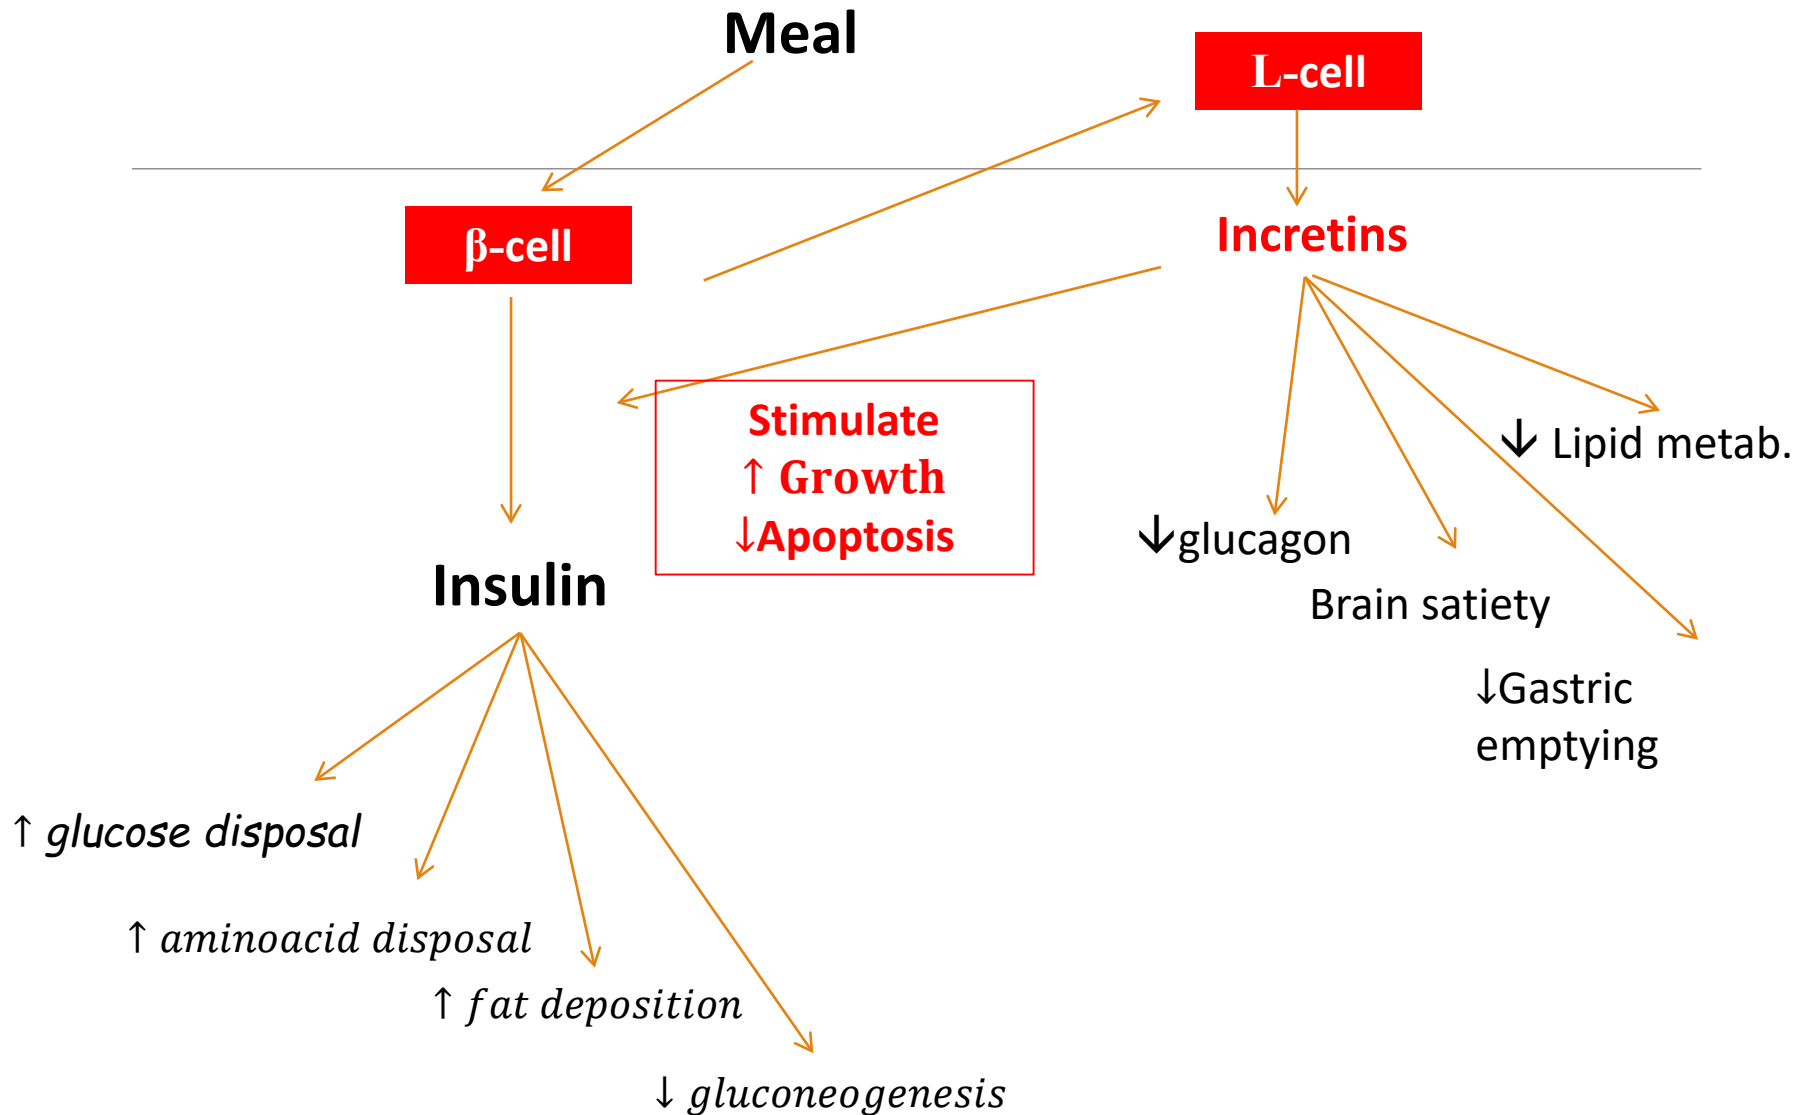 Meal
L-cell
β-cell
Incretins
Stimulate
↑ Growth
↓Apoptosis
↓ Lipid metab.
↓glucagon
Insulin
Brain satiety
↓Gastric
emptying
↑ glucose disposal
↑ aminoacid disposal
↑ fat deposition
↓ gluconeogenesis